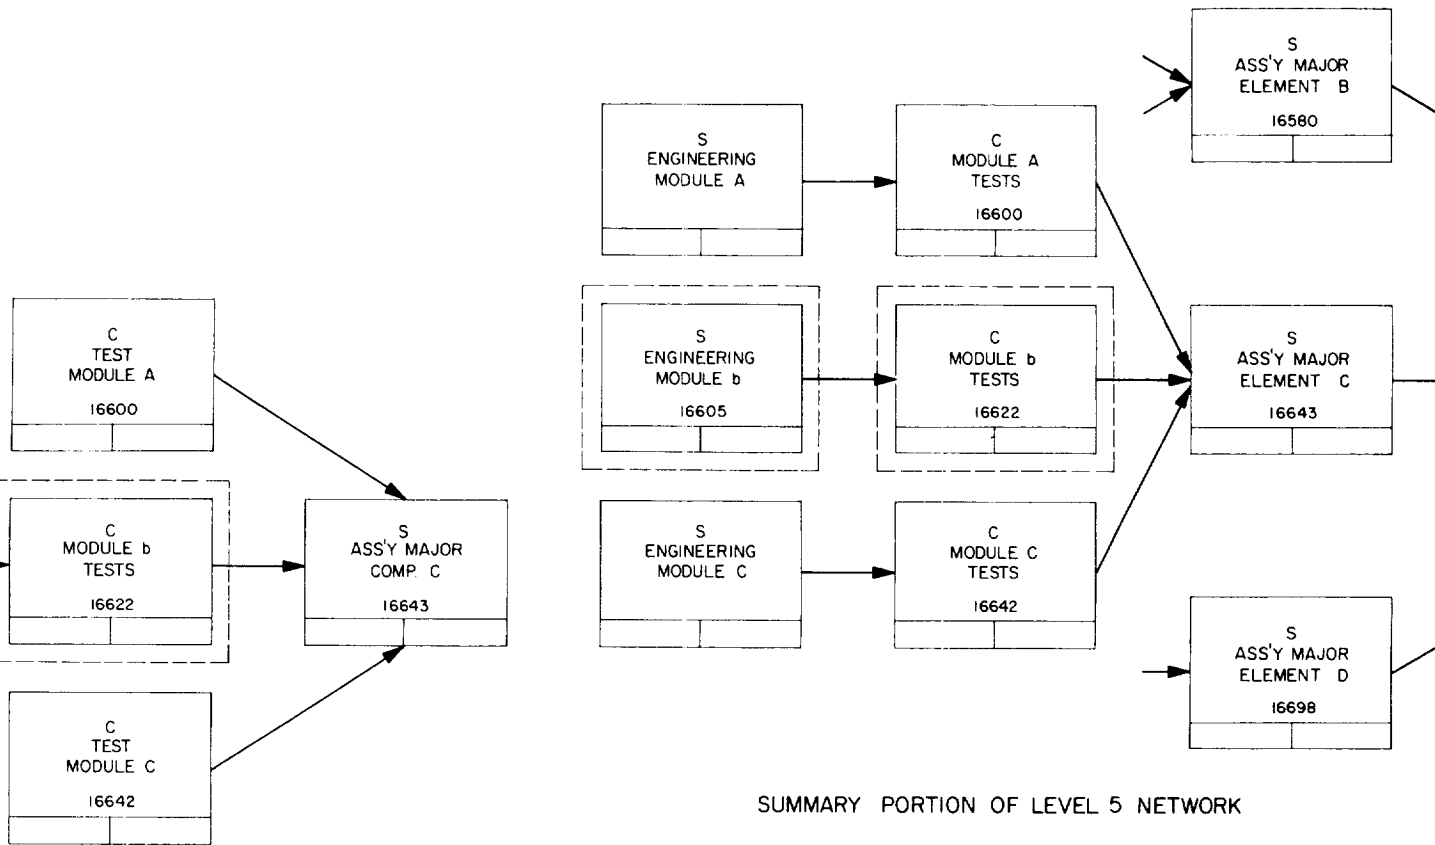 C
TEST
MODULE A
16600
C
MODULE b
TESTS
16622
C
TEST
MODULE C
16642
S
ASS'Y MAJOR
COMP. C
16643
S
ENGINEERING
MODULE A
C
MODULE A
TESTS
16600
S
ENGINEERING
MODULE b
16605
C
MODULE b
TESTS
16622
S
ENGINEERING
MODULE C
C
MODULE C
TESTS
16642
S
ASS'Y MAJOR
ELEMENT B
16580
S
ASS'Y MAJOR
ELEMENT C
16643
S
ASS'Y MAJOR
ELEMENT D
16698
SUMMARY PORTION OF LEVEL 5 NETWORK